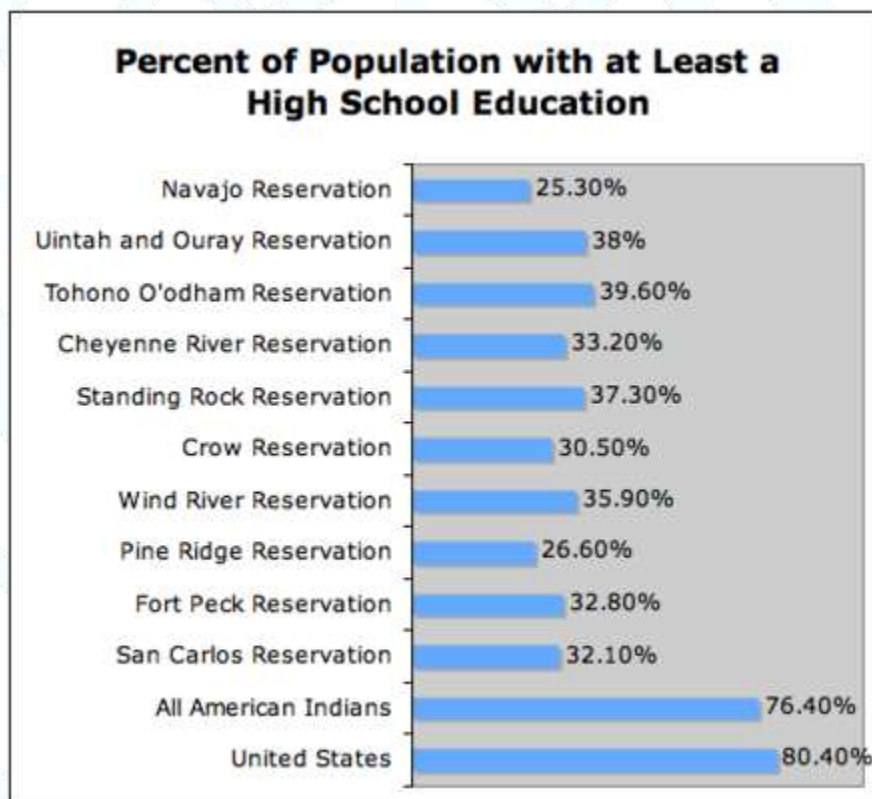 Percent of Population with at Least a
High School Education
Navajo Reservation 25.30%
Uintah and Ouray Reservation 38%
Tohono O'odham Reservation 39.60%
Cheyenne River Reservation 33.20%
Standing Rock Reservation 37.30%
Crow Reservation 30.50%
Wind River Reservation 35.90%
Pine Ridge Reservation 26.60%
Fort Peck Reservation 32.80%
San Carlos Reservation 32.10%
All American Indians 76.40%
United States 80.40%